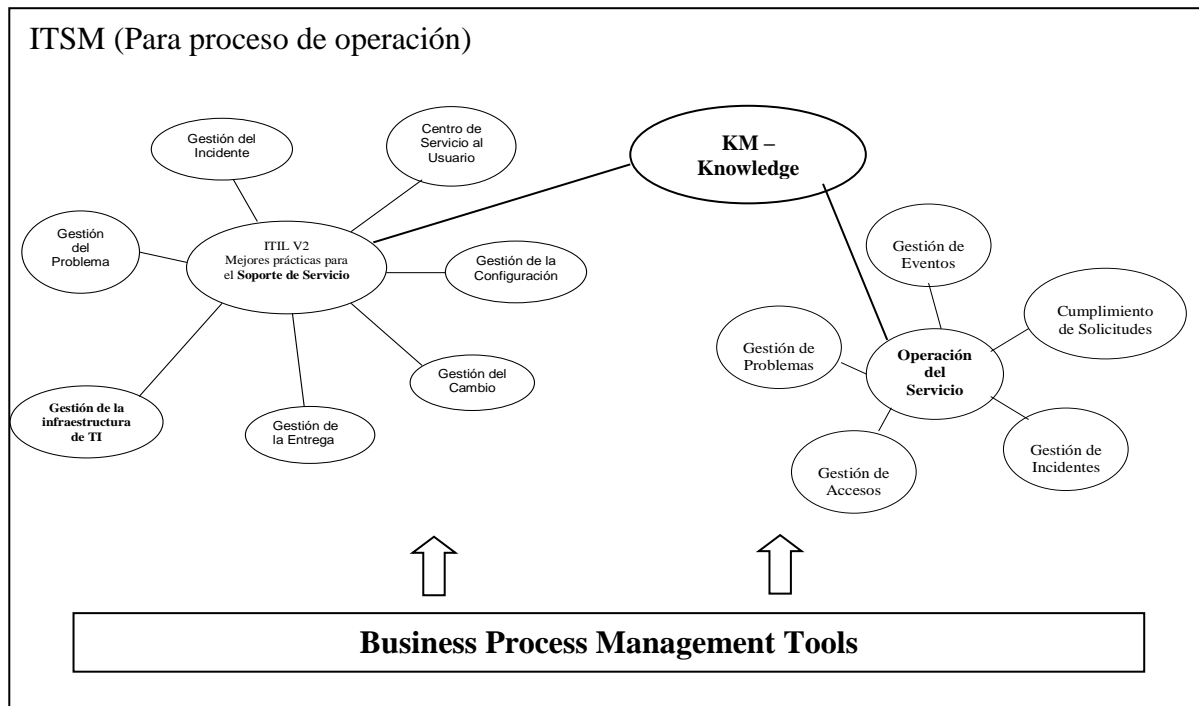 ITSM (Para proceso de operación)
Gestión del
Incidente
Centro de
Servicio al
Usuario
KM –
Knowledge
Gestión
del
Problema
ITIL V2
Mejores prácticas para
el Soporte de Servicio
Gestión de la
Configuración
Gestión de
Eventos
Cumplimiento
de Solicitudes
Gestión de
Problemas
Operación
del
Servicio
Gestión del
Cambio
Gestión de la
infraestructura
de TI
Gestión de
la Entrega
Gestión de
Incidentes
Gestión de
Accesos
Business Process Management Tools